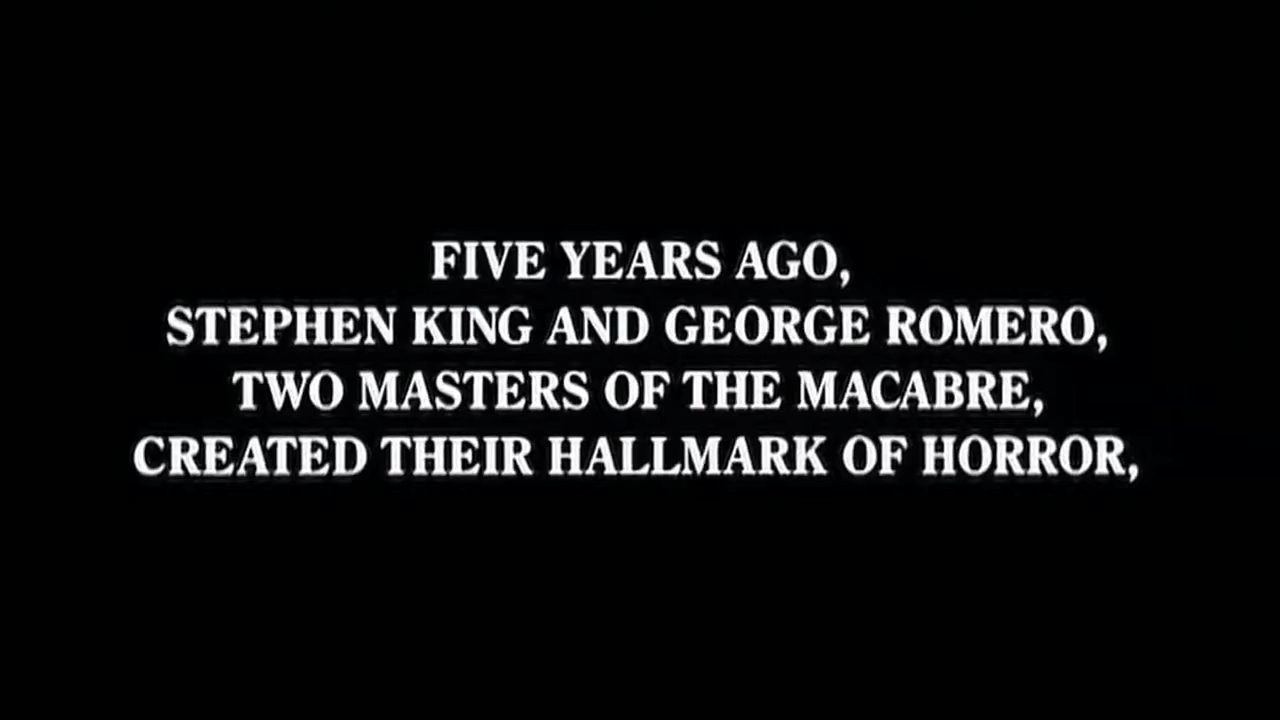 FIVE YEARS AGO,
STEPHEN KING AND GEORGE ROMERO,
TWO MASTERS OF THE MACABRE,
CREATED THEIR HALLMARK OF HORROR,